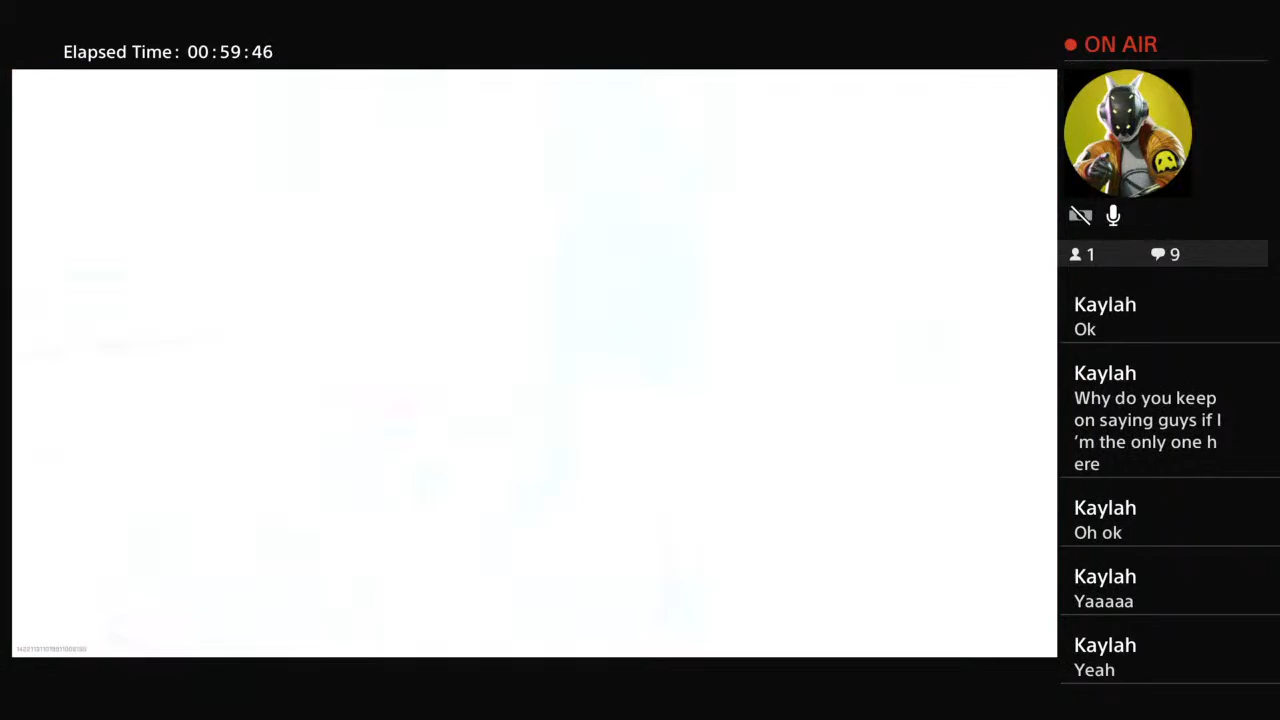 Elapsed Time: 00:59:46
ON AIR
1 9
Kaylah
Ok
Kaylah
Why do you keep
on saying guys if I
’m the only one h
ere
Kaylah
Oh ok
Kaylah
Yaaaaa
Kaylah
Yeah